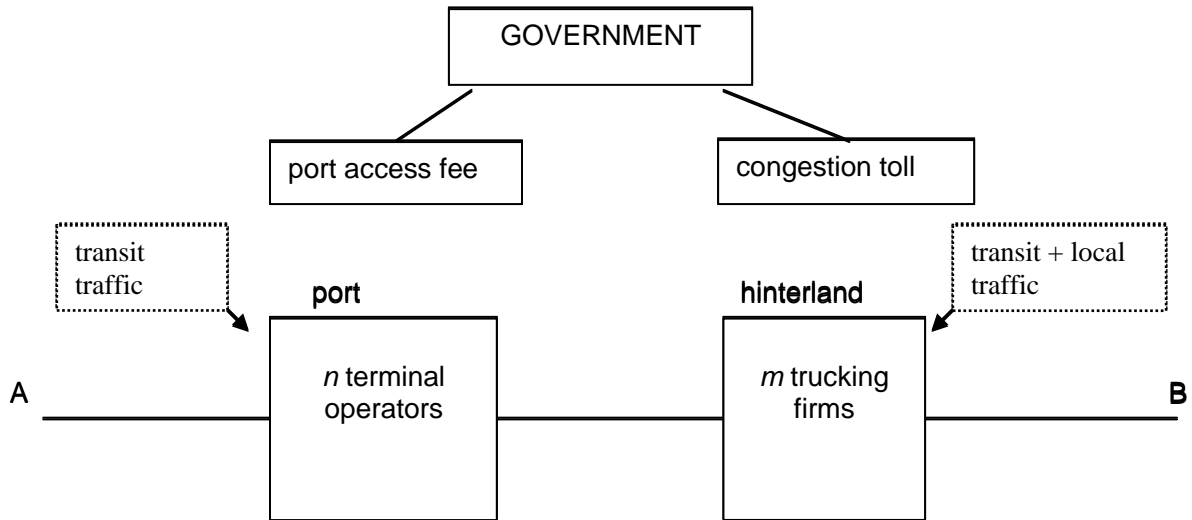 GOVERNMENT
port access fee
congestion toll
transit
traffic
transit + local
traffic
port
hinterland
A
n terminal
operators
m trucking
firms
B